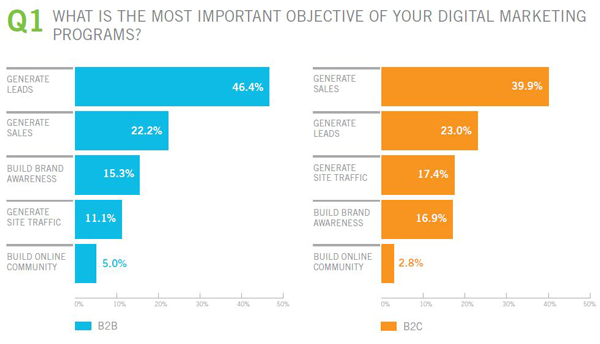 Q1 WHAT IS THE MOST IMPORTANT OBJECTIVE OF YOUR DIGITAL MARKETING
PROGRAMS?
GENERATE
LEADS
46.4%
GENERATE
SALES
22.2%
BUILD BRAND
AWARENESS
15.3%
GENERATE
SITE TRAFFIC
11.1%
BUILD ONLINE
COMMUNITY
5.0%
0% 10% 20% 30% 40% 50%
B2B
GENERATE
SALES
39.9%
GENERATE
LEADS
23.0%
GENERATE
SITE TRAFFIC
17.4%
BUILD BRAND
AWARENESS
16.9%
BUILD ONLINE
COMMUNITY
2.8%
0% 10% 20% 30% 40% 50%
B2C